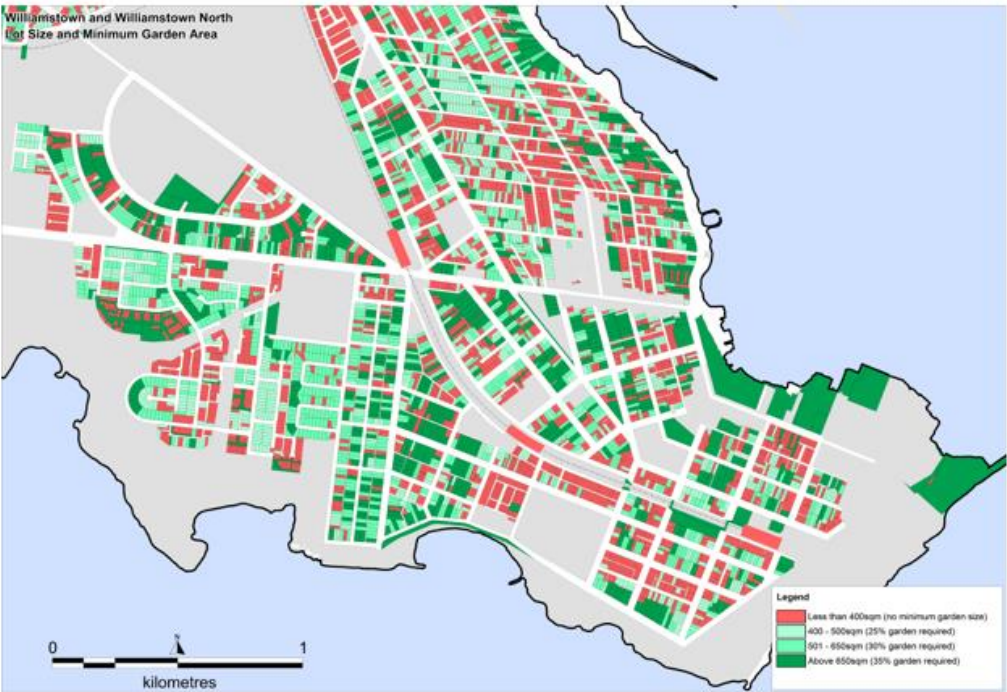 Williamstown and Williamstown North
Lot Size and Minimum Garden Area
Legend
Less than 400sqm (no minimum garden size)
400 - 500sqm (25% garden required)
501 - 650sqm (30% garden required)
Above 650sqm (35% garden required)
N
0 1
kilometres